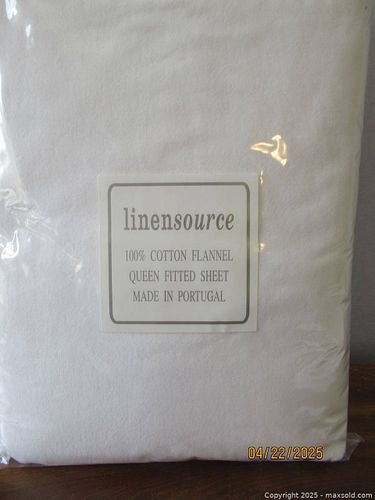 linensource
100% COTTON FLANNEL
QUEEN FITTED SHEET
MADE IN PORTUGAL
04/22/2025
Copyright 2025 - maxsold.com